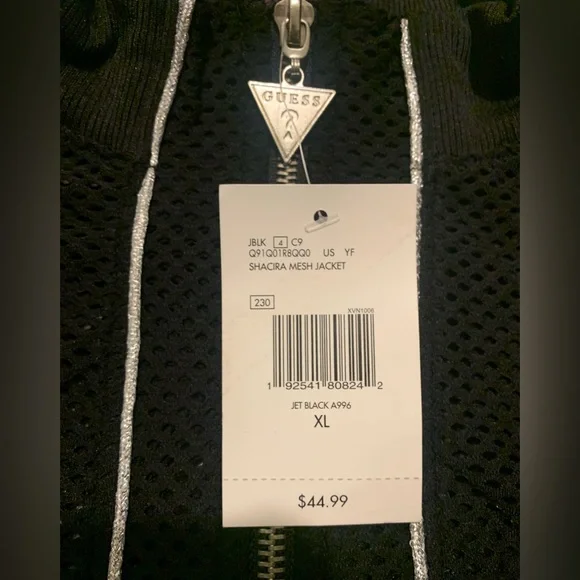 GUESS
JBLK 4 C9
Q91Q01R8QQ0 US YF
SHACIRA MESH JACKET
230
XVN1006
1 92541 80824 2
JET BLACK A996
XL
$44.99